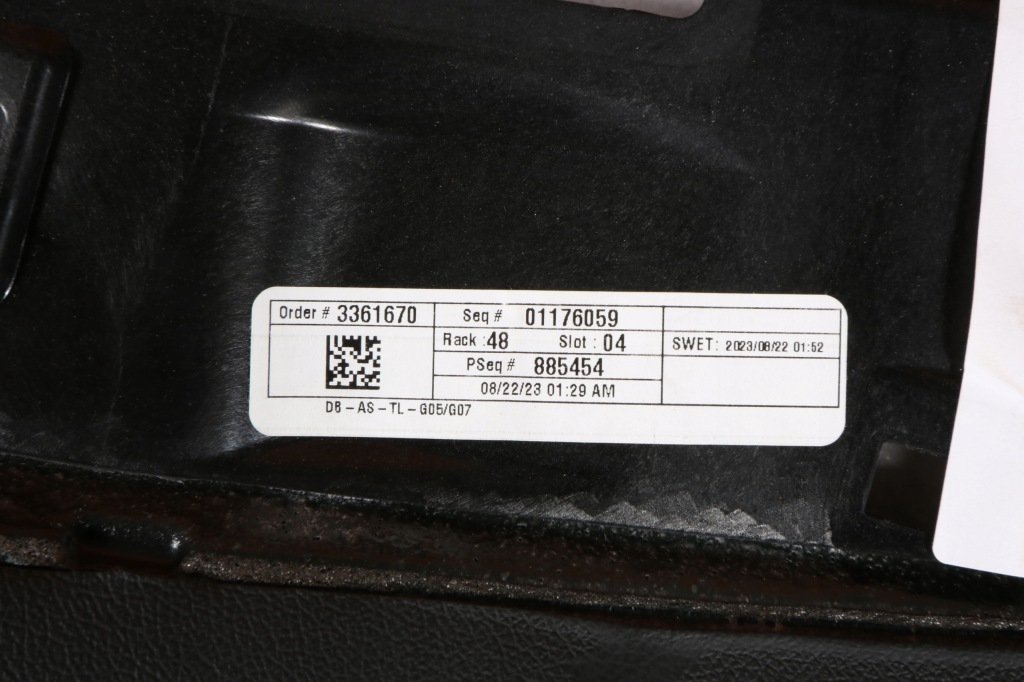 Order # 3361670 Seq # 01176059
Rack : 48 Slot : 04
SWET: 2023/08/22 01:52
PSeq # 885454
08/22/23 01:29 AM
DB - AS - TL - G05/G07